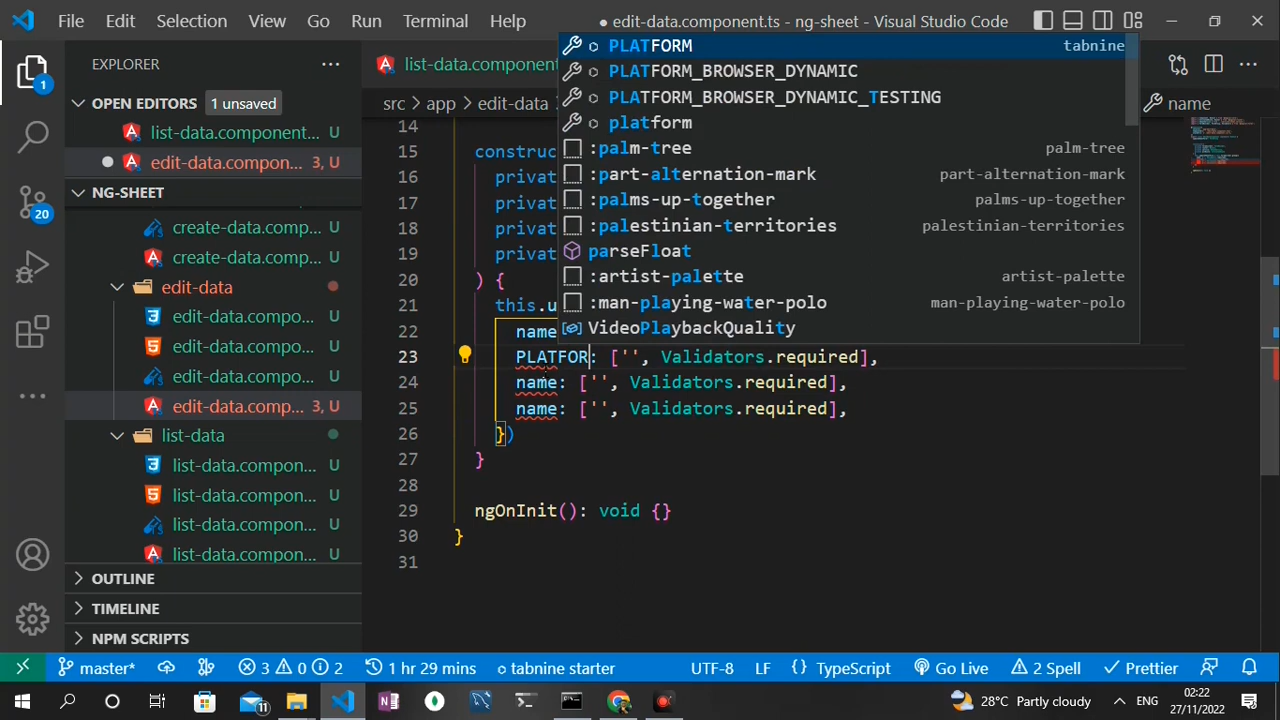 File Edit Selection View Go Run Terminal Help ● edit-data.component.ts - ng-sheet - Visual Studio Code
EXPLORER
OPEN EDITORS 1 unsaved
list-data.component...
edit-data.compon... 3, U
NG-SHEET
create-data.comp... U
create-data.comp... U
edit-data
edit-data.compo... U
edit-data.compo... U
edit-data.compo... U
edit-data.comp... 3, U
list-data
list-data.compon... U
list-data.compon... U
list-data.compon... U
list-data.compon... U
OUTLINE
TIMELINE
NPM SCRIPTS
1
20
list-data.component
src > app > edit-data
name
PLATFORM tabnine
PLATFORM_BROWSER_DYNAMIC
PLATFORM_BROWSER_DYNAMIC_TESTING
platform
:palm-tree palm-tree
:part-alternation-mark part-alternation-mark
:palms-up-together palms-up-together
:palestinian-territories palestinian-territories
parseFloat
:artist-palette artist-palette
:man-playing-water-polo man-playing-water-polo
VideoPlaybackQuality
14
15 construc
16 private
17 private
18 private
19 private
20 ) {
21 this.u
22 name
23 PLATFOR: ['', Validators.required],
24 name: ['', Validators.required],
25 name: ['', Validators.required],
26 })
27 }
28
29 ngOnInit(): void {}
30 }
31
master* 3 0 2 1 hr 29 mins tabnine starter UTF-8 LF {} TypeScript Go Live 2 Spell Prettier
11 28°C Partly cloudy ENG 02:22
27/11/2022